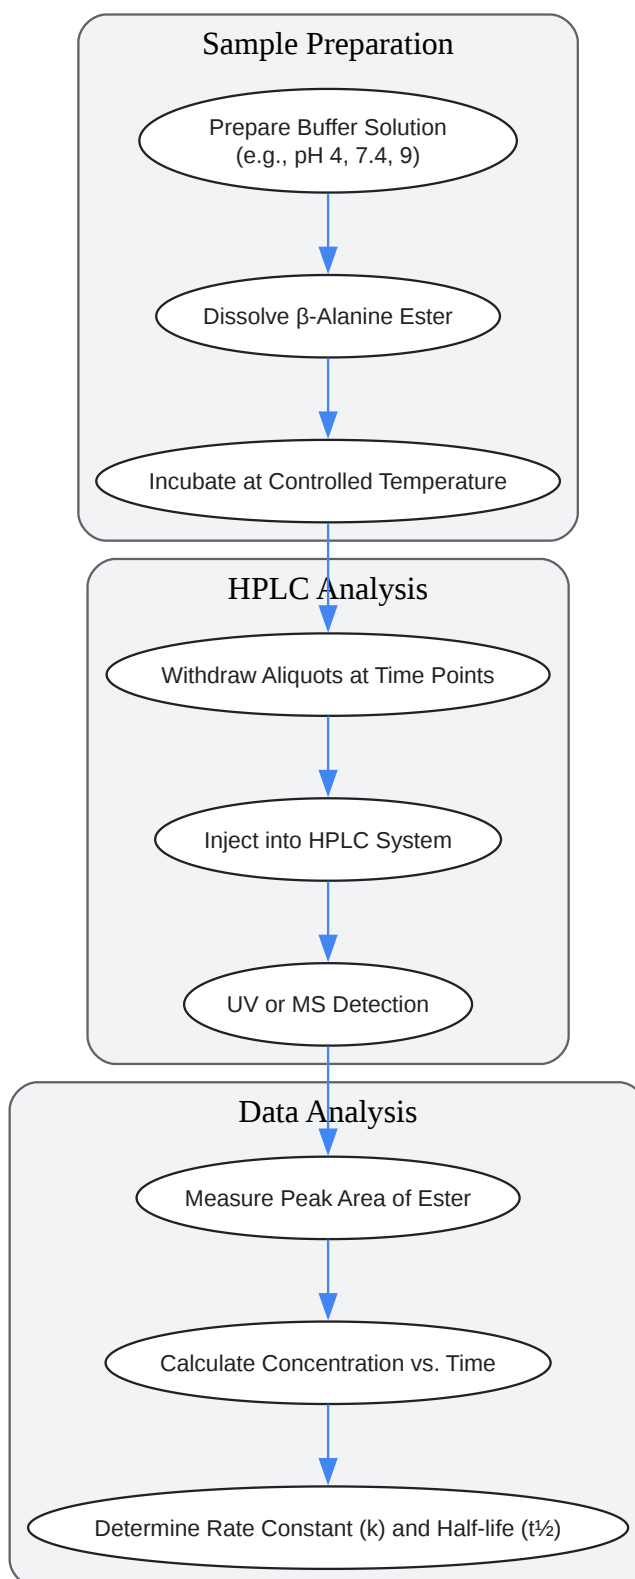 Sample Preparation
Prepare Buffer Solution
(e.g., pH 4, 7.4, 9)
Dissolve β-Alanine Ester
Incubate at Controlled Temperature
HPLC Analysis
Withdraw Aliquots at Time Points
Inject into HPLC System
UV or MS Detection
Data Analysis
Measure Peak Area of Ester
Calculate Concentration vs. Time
Determine Rate Constant (k) and Half-life (t½)